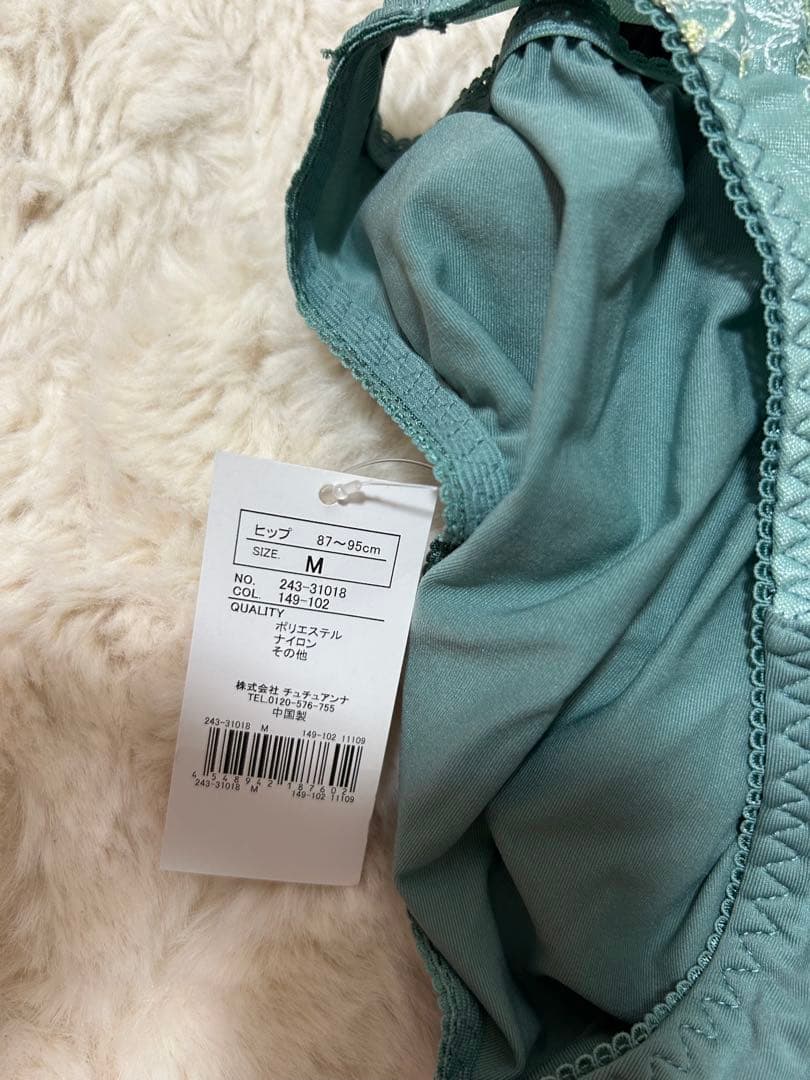 ヒップ 87～95cm
SIZE. M
NO. 243-31018
COL. 149-102
QUALITY
ポリエステル
ナイロン
その他
株式会社 チュチュアンナ
TEL.0120-576-755
中国製
243-31018 M 149-102 11109
4548942187602
243-31018 M 149-102 11109